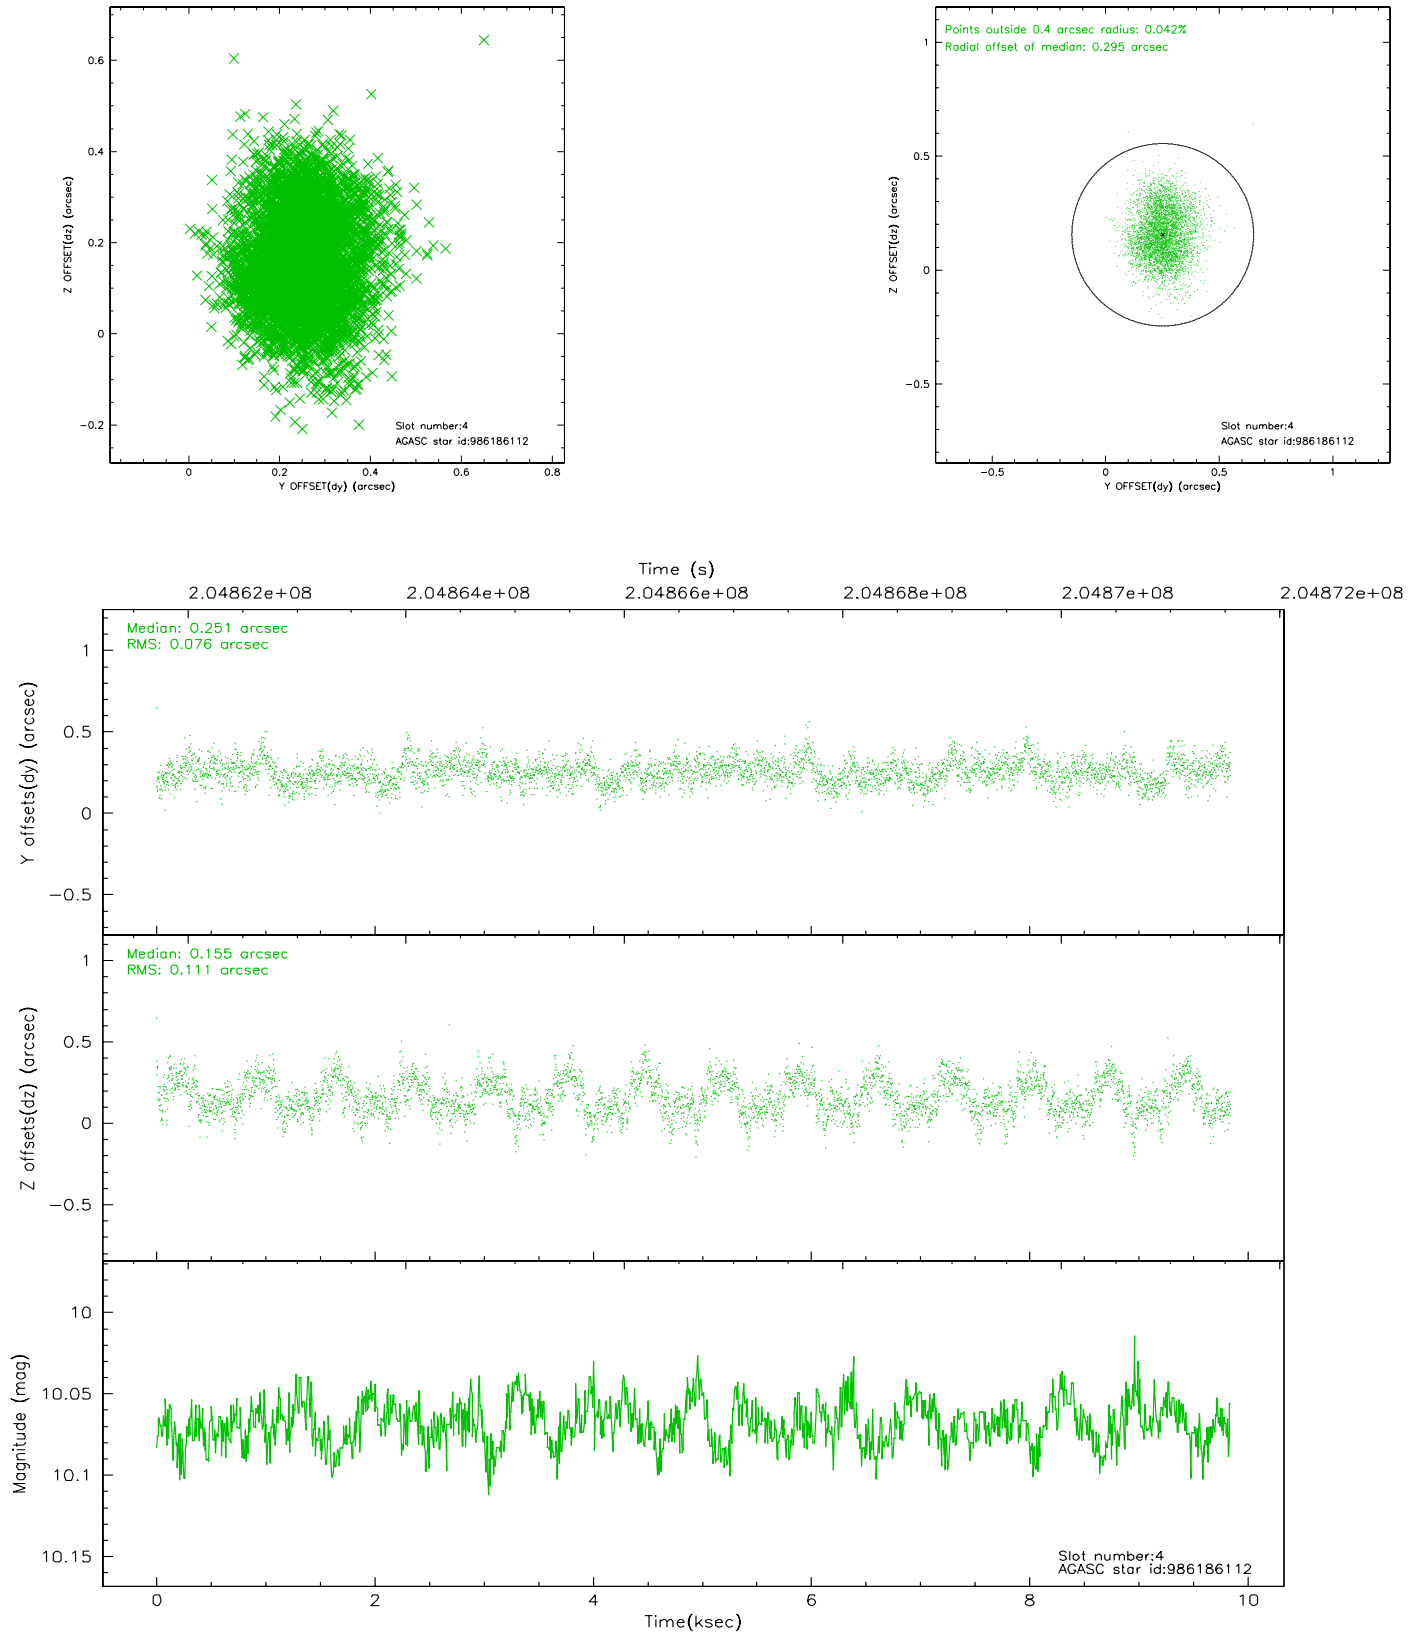 0.6
0.4
0.2
0
−0.2
Z OFFSET(dz) (arcsec)
Slot number:4
AGASC star id:986186112
0 0.2 0.4 0.6 0.8
Y OFFSET(dy) (arcsec)
Points outside 0.4 arcsec radius: 0.042%
Radial offset of median: 0.295 arcsec
1
0.5
0
−0.5
Z OFFSET(dz) (arcsec)
Slot number:4
AGASC star id:986186112
−0.5 0 0.5 1
Y OFFSET(dy) (arcsec)
Time (s)
2.04862e+08 2.04864e+08 2.04866e+08 2.04868e+08 2.0487e+08 2.04872e+08
Median: 0.251 arcsec
RMS: 0.076 arcsec
1
0.5
0
−0.5
Y offsets(dy) (arcsec)
Median: 0.155 arcsec
RMS: 0.111 arcsec
1
0.5
0
−0.5
Z offsets(dz) (arcsec)
10
10.05
10.1
10.15
Magnitude (mag)
Slot number:4
AGASC star id:986186112
0 2 4 6 8 10
Time(ksec)